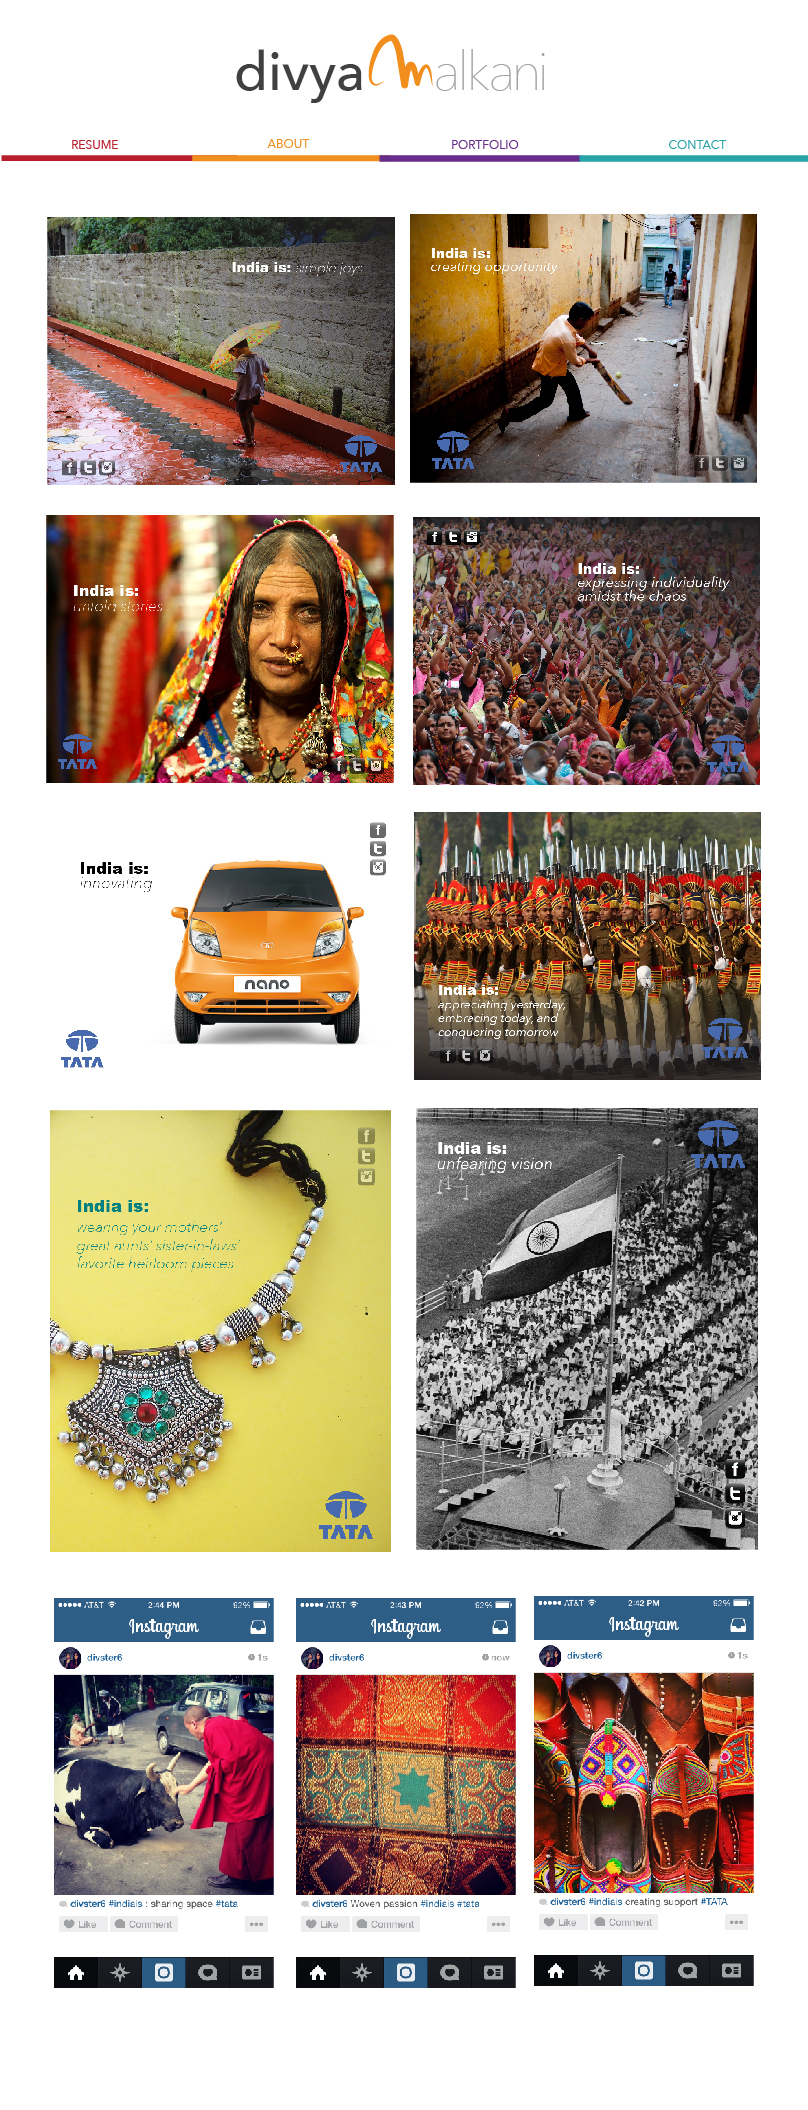 divya malkani
RESUME ABOUT PORTFOLIO CONTACT
India is: simple joys
TATA
India is:
creating opportunity
TATA
India is:
untold stories
TATA
India is:
expressing individuality
amidst the chaos
TATA
India is:
innovating
nano
TATA
India is:
appreciating yesterday,
embracing today, and
conquering tomorrow
TATA
India is:
wearing your mothers'
great aunts' sister-in-laws'
favorite heirloom pieces
TATA
India is:
unfearing vision
TATA
AT&T 2:44 PM 92%
Instagram
divster6 1s
divster6 #indiais : sharing space #tata
Like Comment
AT&T 2:43 PM 92%
Instagram
divster6 now
divster6 Woven passion #indiais #tata
Like Comment
AT&T 2:42 PM 92%
Instagram
divster6 1s
divster6 #indiais creating support #TATA
Like Comment